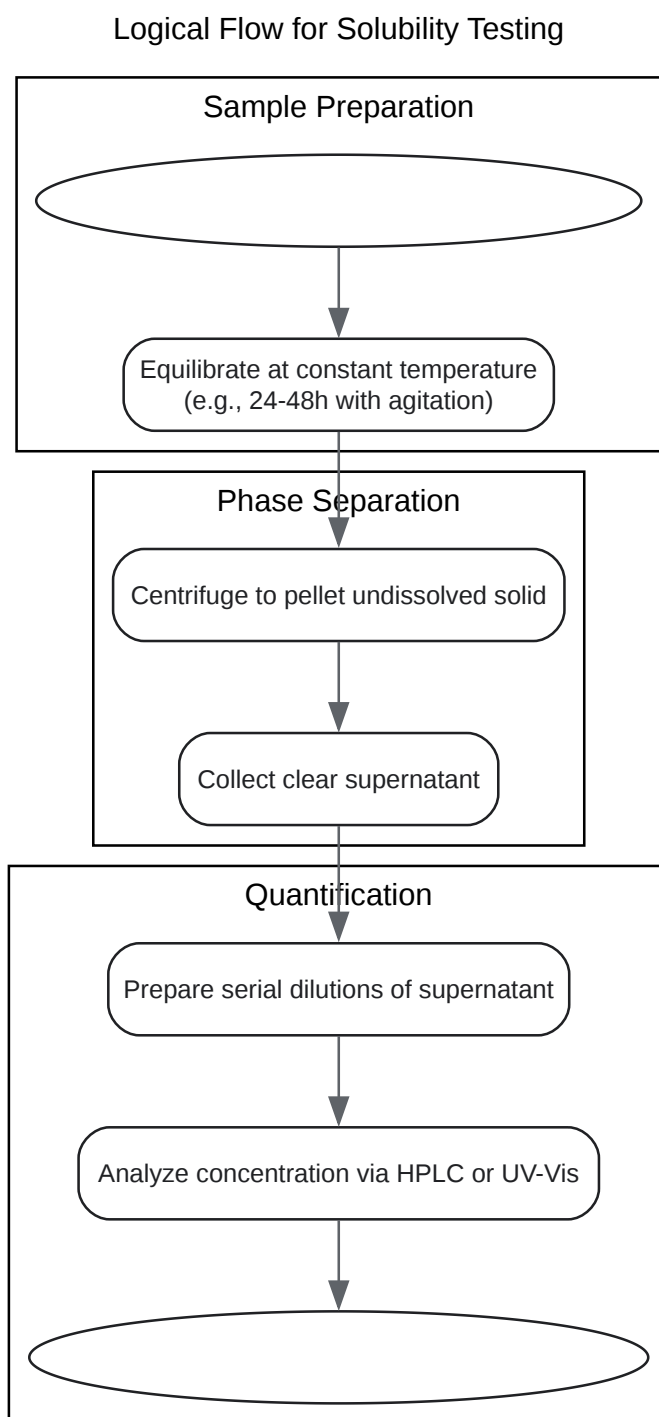 Logical Flow for Solubility Testing
Sample Preparation
Equilibrate at constant temperature
(e.g., 24-48h with agitation)
Phase Separation
Centrifuge to pellet undissolved solid
Collect clear supernatant
Quantification
Prepare serial dilutions of supernatant
Analyze concentration via HPLC or UV-Vis